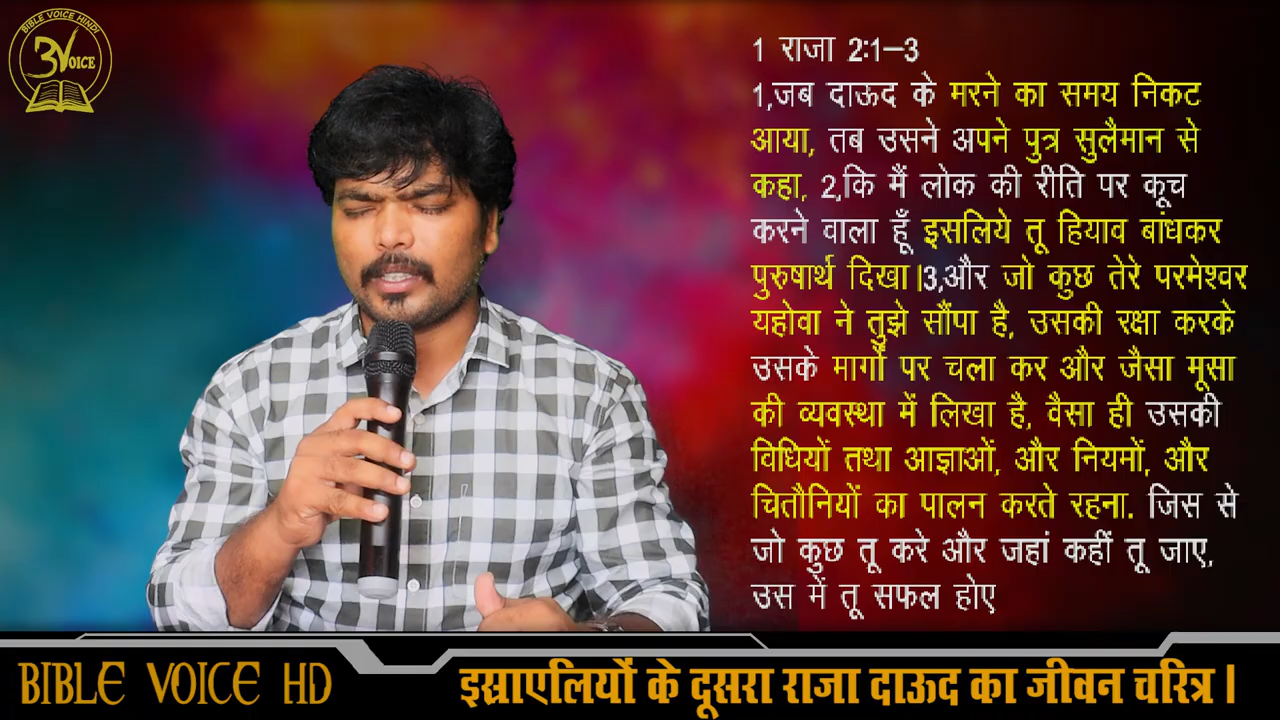 BIBLE VOICE HINDI
3VOICE
1 राजा 2:1–3
1,जब दाऊद के मरने का समय निकट
आया, तब उसने अपने पुत्र सुलैमान से
कहा, 2,कि मैं लोक की रीति पर कूच
करने वाला हूँ इसलिये तू हियाव बांधकर
पुरुषार्थ दिखा।3,और जो कुछ तेरे परमेश्वर
यहोवा ने तुझे सौंपा है, उसकी रक्षा करके
उसके मार्गों पर चला कर और जैसा मूसा
की व्यवस्था में लिखा है, वैसा ही उसकी
विधियों तथा आज्ञाओं, और नियमों, और
चितौनियों का पालन करते रहना. जिस से
जो कुछ तू करे और जहां कहीं तू जाए,
उस में तू सफल होए
BIBLE VOICE HD
इस्राएलियों के दूसरा राजा दाऊद का जीवन चरित्र।